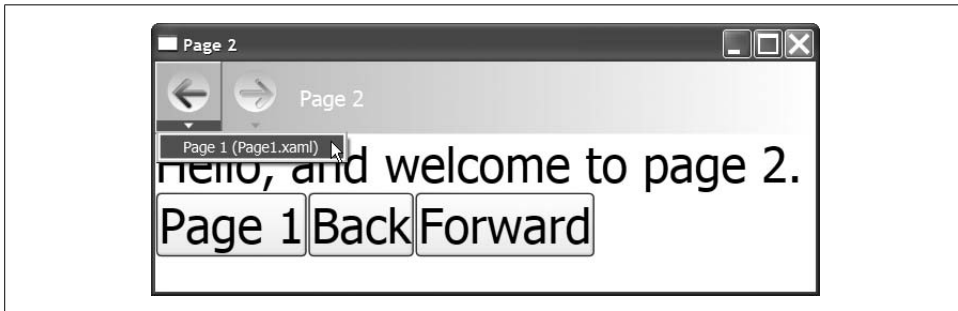 Page 2
Page 2
Page 1 (Page1.xaml)
Hello, and welcome to page 2.
Page 1 Back Forward